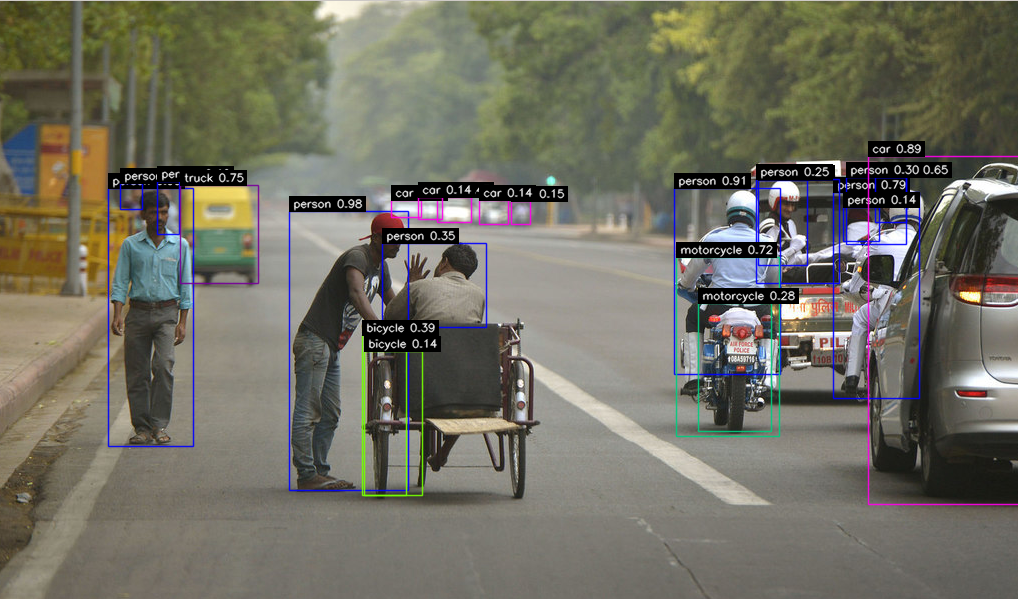 car 0.89
person 0.25
person 0.30
0.65
person 0.91
person 0.79
person 0.14
truck 0.75
car
car 0.14
car 0.14
0.15
person 0.98
person 0.35
motorcycle 0.72
motorcycle 0.28
पुलिस
AIR FORCE
POLICE
bicycle 0.39
bicycle 0.14